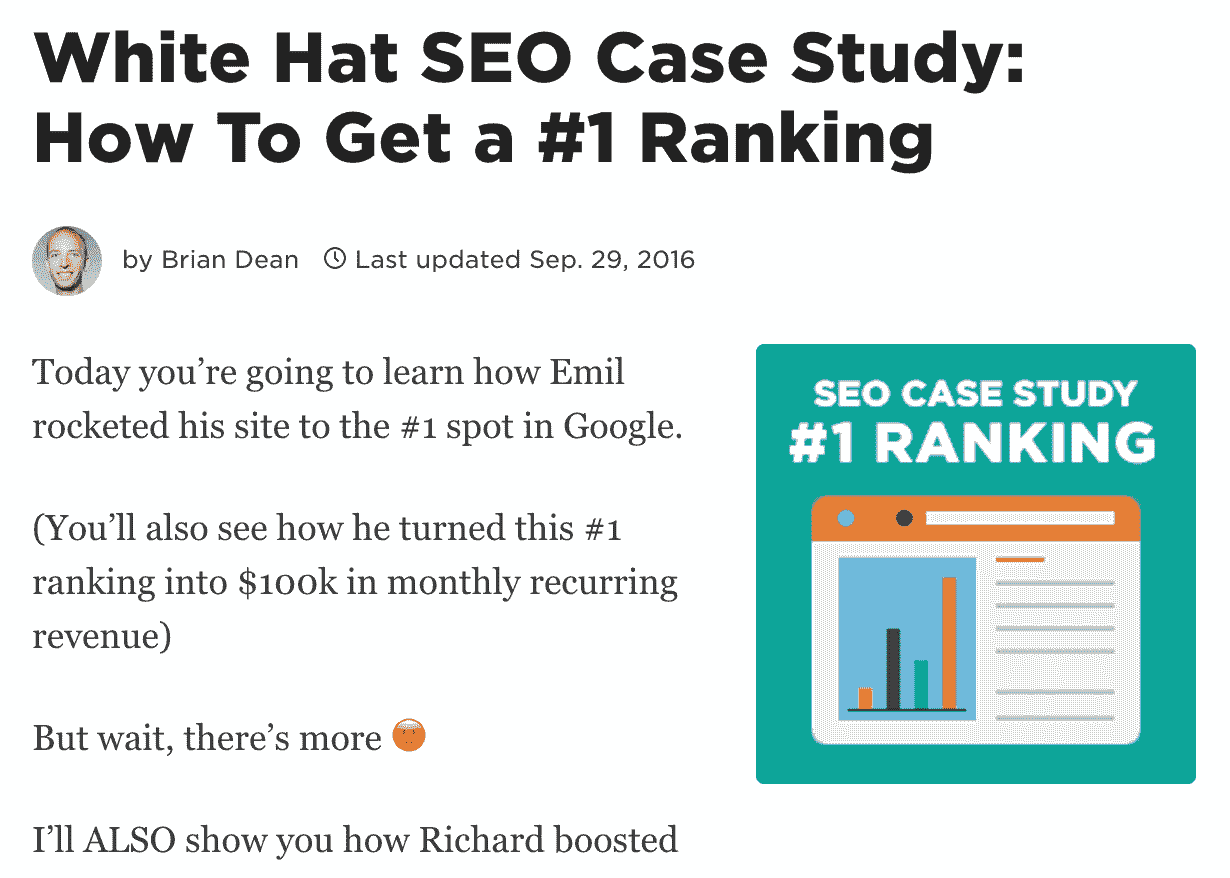 White Hat SEO Case Study:
How To Get a #1 Ranking
by Brian Dean Last updated Sep. 29, 2016
Today you’re going to learn how Emil
rocketed his site to the #1 spot in Google.
(You’ll also see how he turned this #1
ranking into $100k in monthly recurring
revenue)
But wait, there’s more
I’ll ALSO show you how Richard boosted
SEO CASE STUDY
#1 RANKING